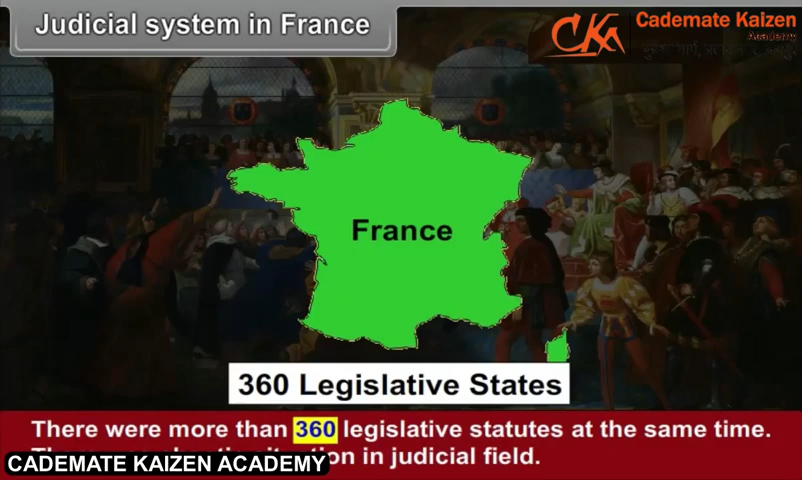 Judicial system in France
CKA
Cademate Kaizen
Academy
France
360 Legislative States
There were more than 360 legislative statutes at the same time.
in judicial field.
CADEMATE KAIZEN ACADEMY